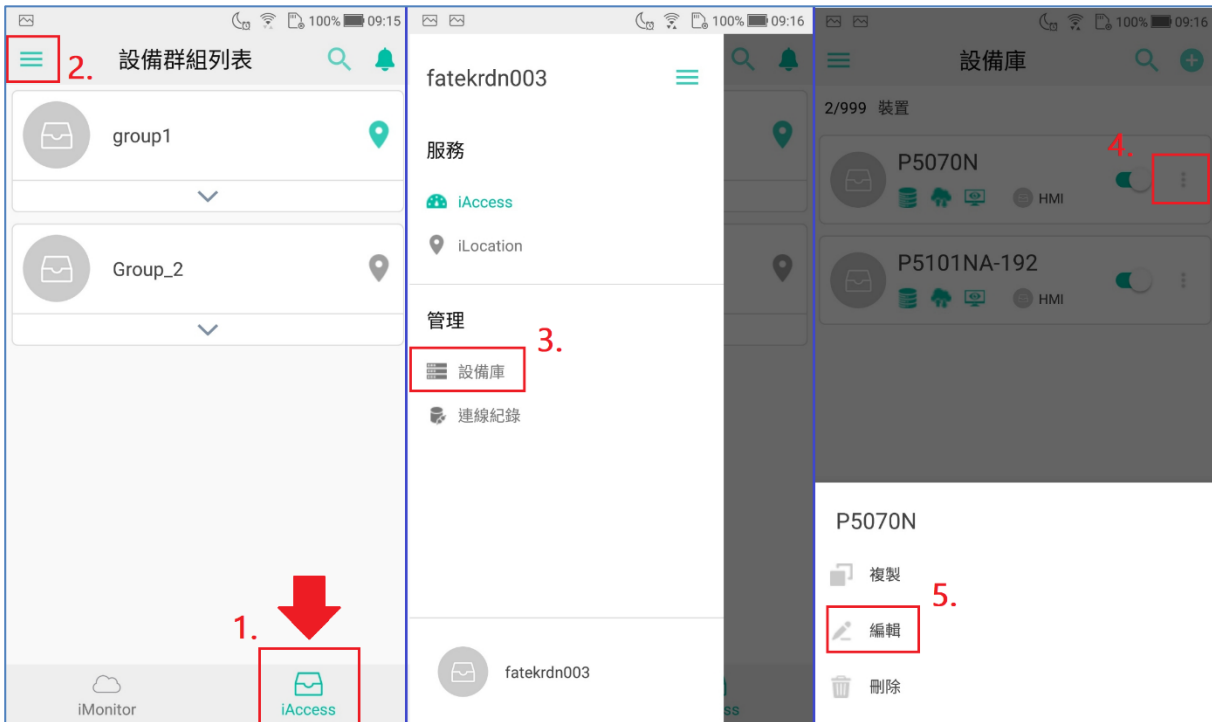 100% 09:15
2.
設備群組列表
group1
Group_2
1.
iMonitor
iAccess
100% 09:16
fatekrdn003
服務
iAccess
iLocation
管理
3.
設備庫
連線紀錄
fatekrdn003
ss
100% 09:16
設備庫
2/999 裝置
4.
P5070N
HMI
P5101NA-192
HMI
P5070N
複製
5.
編輯
刪除